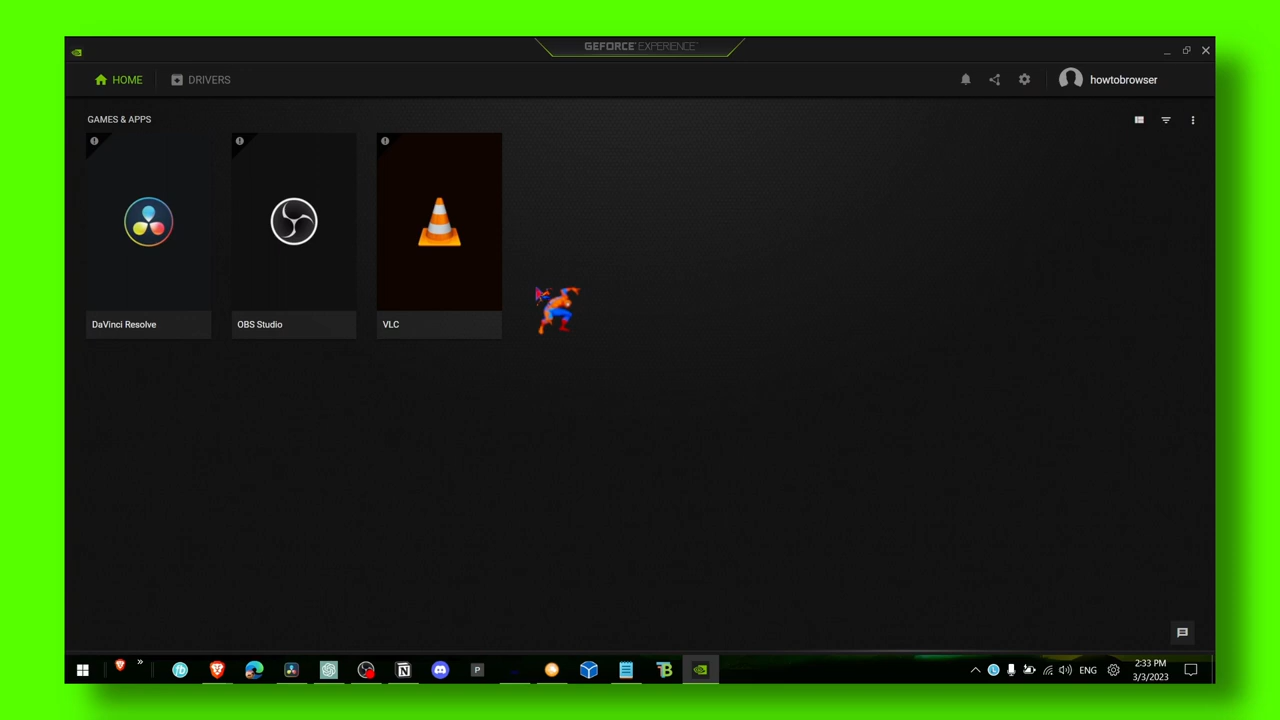 GEFORCE EXPERIENCE
HOME
DRIVERS
howtobrowser
GAMES & APPS
DaVinci Resolve
OBS Studio
VLC
ENG
2:33 PM
3/3/2023